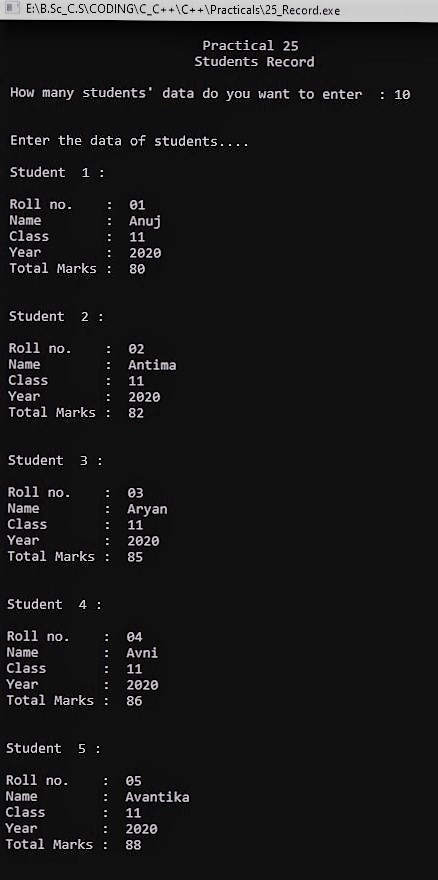 E:\B.Sc_C.S\CODING\C_C++\C++\Practicals\25_Record.exe
Practical 25
Students Record
How many students' data do you want to enter : 10
Enter the data of students....
Student 1 :
Roll no. : 01
Name : Anuj
Class : 11
Year : 2020
Total Marks : 80
Student 2 :
Roll no. : 02
Name : Antima
Class : 11
Year : 2020
Total Marks : 82
Student 3 :
Roll no. : 03
Name : Aryan
Class : 11
Year : 2020
Total Marks : 85
Student 4 :
Roll no. : 04
Name : Avni
Class : 11
Year : 2020
Total Marks : 86
Student 5 :
Roll no. : 05
Name : Avantika
Class : 11
Year : 2020
Total Marks : 88